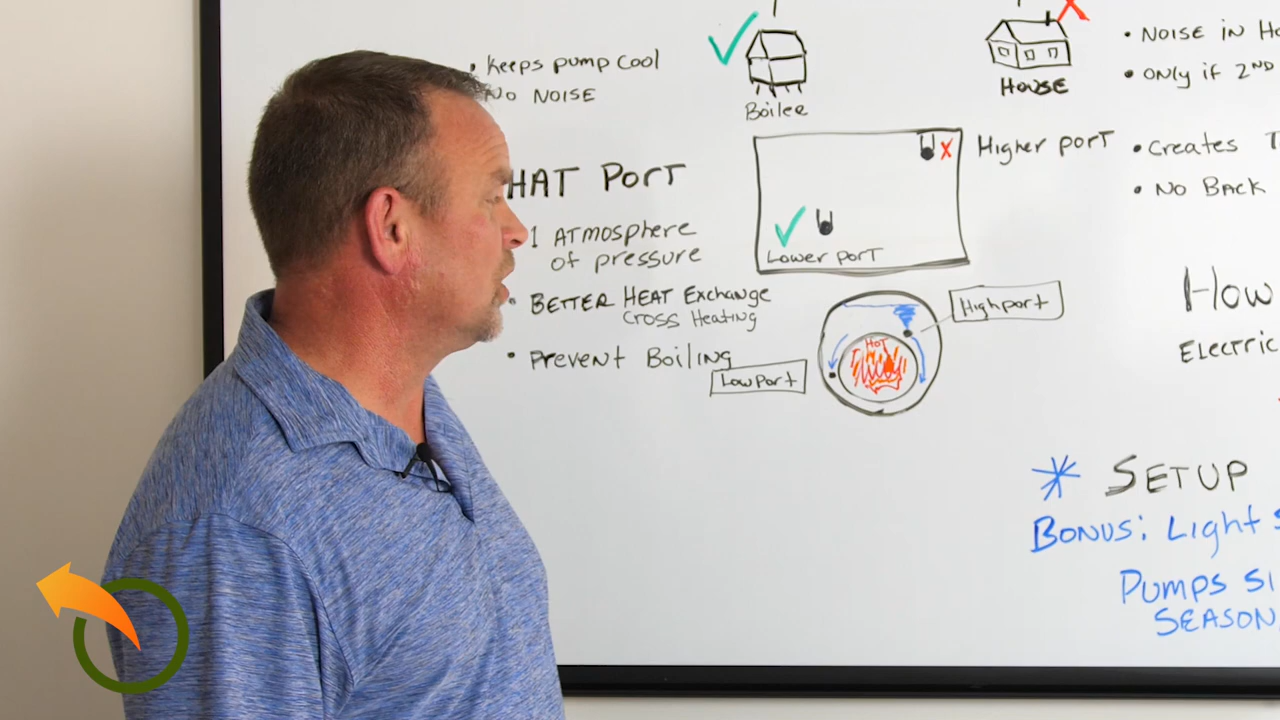 • Keeps pump Cool
NO NOISE
Boiler
House
• NOISE in Ho
• ONly if 2ND
HAT Port
1 ATMosphere
of pressure
• BETTER HEAT Exchange
Cross Heating
• Prevent Boiling
Higher port
X
Lower port
• Creates T
• NO BACK
High port
HOT
Low Port
How
Electric
* SETUP
BONUS: Light S
Pumps SI
SEASON